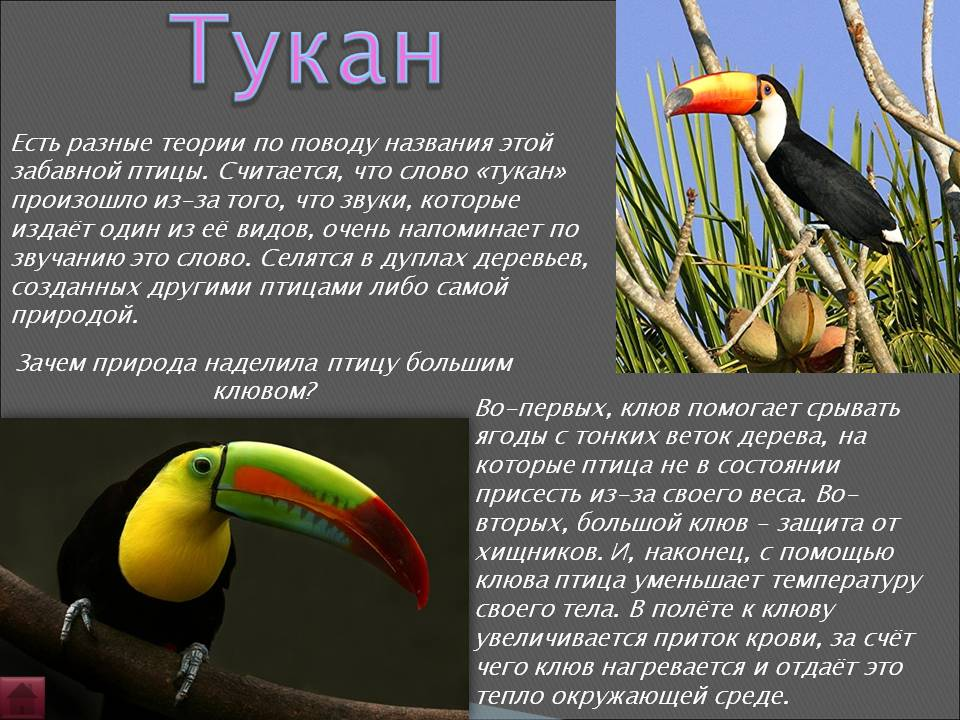 Тукан
Есть разные теории по поводу названия этой
забавной птицы. Считается, что слово «тукан»
произошло из-за того, что звуки, которые
издаёт один из её видов, очень напоминает по
звучанию это слово. Селятся в дуплах деревьев,
созданных другими птицами либо самой
природой.
Зачем природа наделила птицу большим
клювом?
Во-первых, клюв помогает срывать
ягоды с тонких веток дерева, на
которые птица не в состоянии
присесть из-за своего веса. Во-
вторых, большой клюв – защита от
хищников. И, наконец, с помощью
клюва птица уменьшает температуру
своего тела. В полёте к клюву
увеличивается приток крови, за счёт
чего клюв нагревается и отдаёт это
тепло окружающей среде.